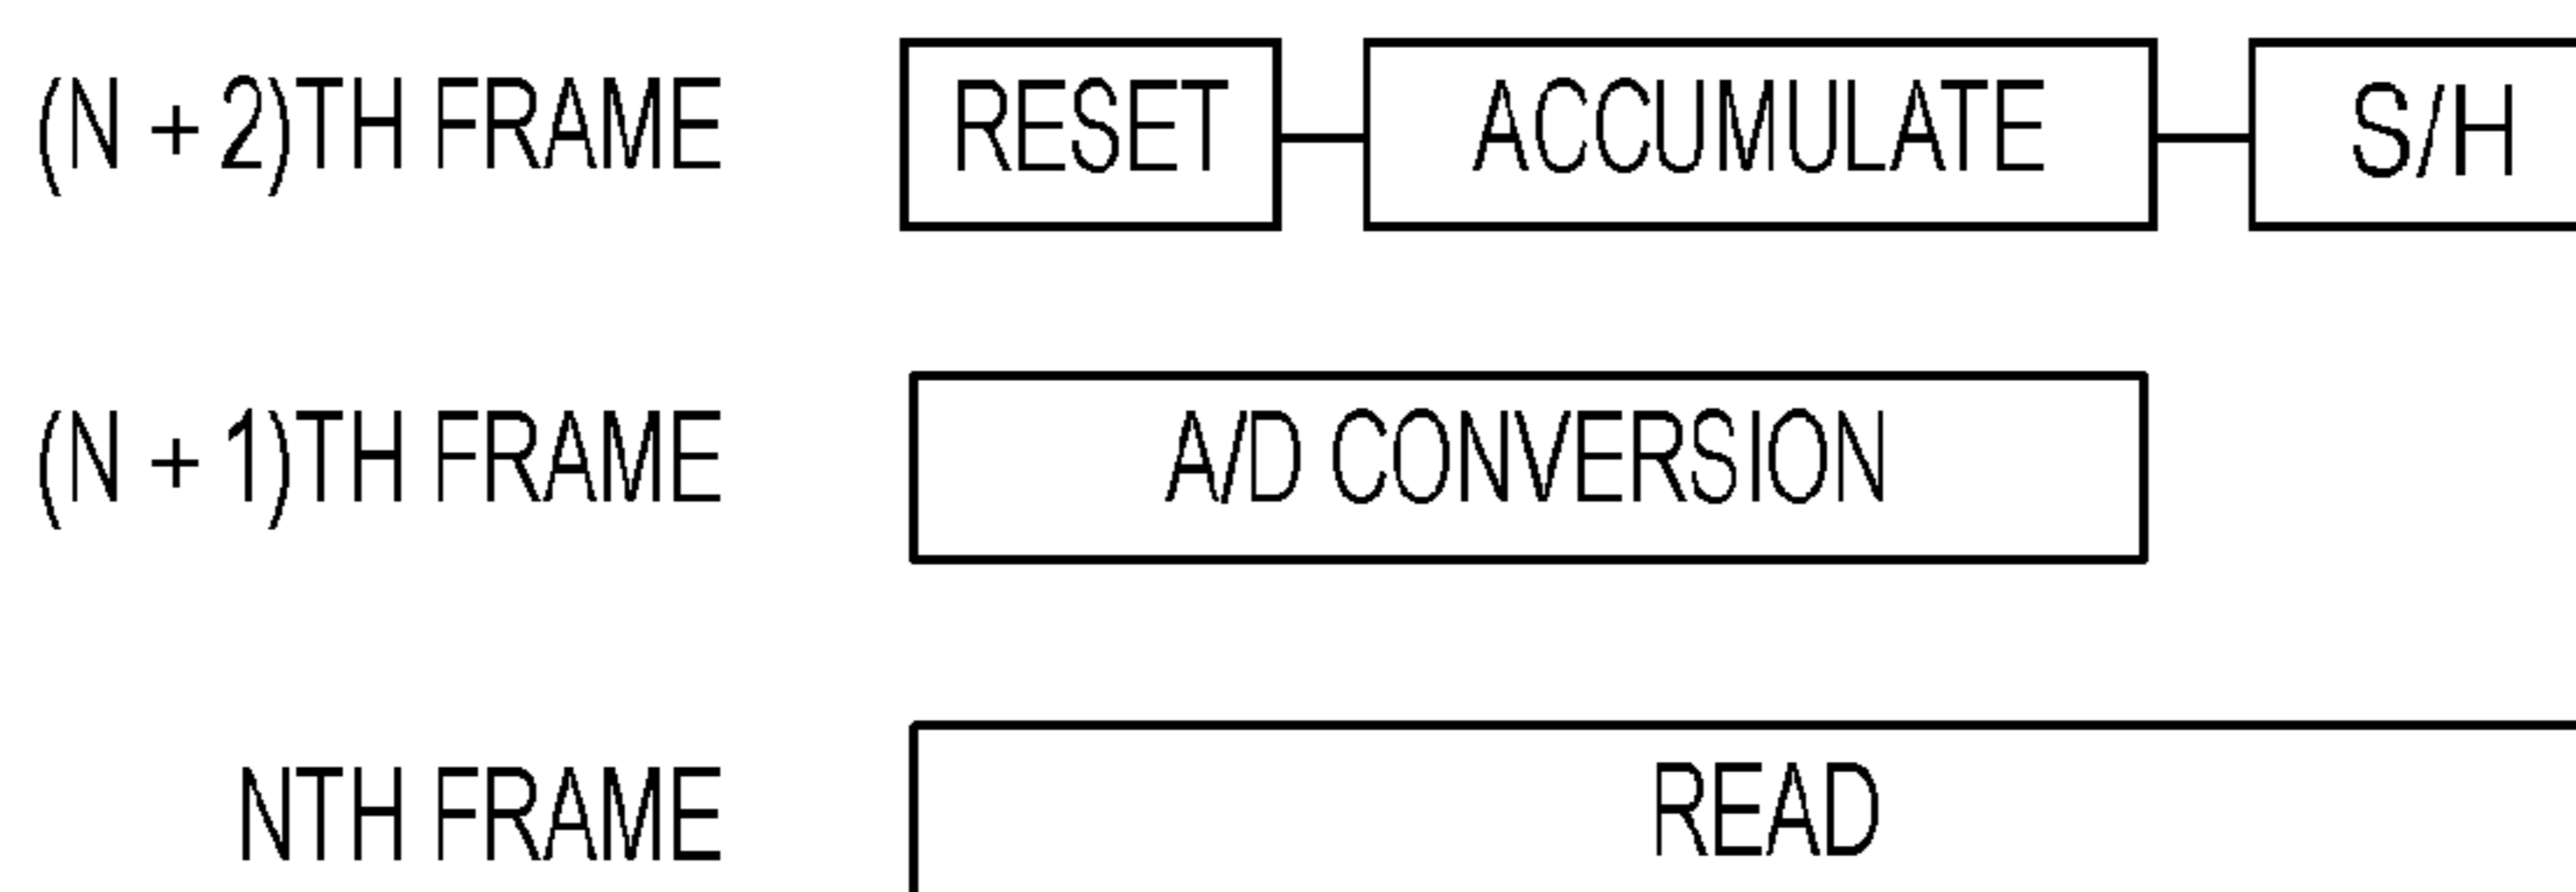 (N + 2)TH FRAME RESET ACCUMULATE S/H
(N + 1)TH FRAME A/D CONVERSION
NTH FRAME READ